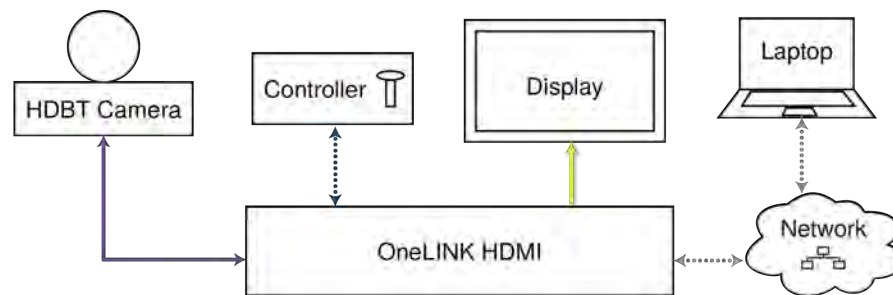 HDBT Camera
Controller
Display
Laptop
OneLINK HDMI
Network